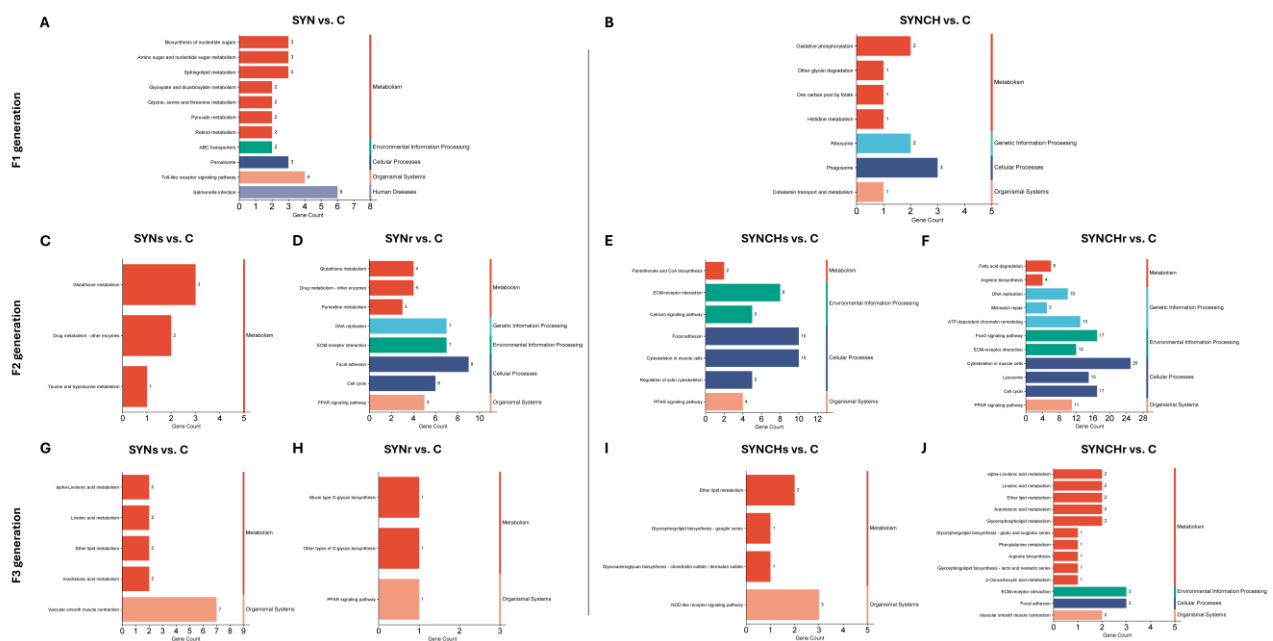 A
SYN vs. C
F1 generation
Biosynthesis of nucleotide sugars
3
Amino sugar and nucleotide sugar metabolism
3
Sphingolipid metabolism
3
Glyoxylate and dicarboxylate metabolism
2
Glycine, serine and threonine metabolism
2
Pyruvate metabolism
2
Retinol metabolism
2
ABC transporters
2
Peroxisome
3
Toll-like receptor signaling pathway
4
Salmonella infection
6
Metabolism
Environmental Information Processing
Cellular Processes
Organismal Systems
Human Diseases
0 1 2 3 4 5 6 7 8
Gene Count
B
SYNCH vs. C
Oxidative phosphorylation
2
Other glycan degradation
1
One carbon pool by folate
1
Histidine metabolism
1
Ribosome
2
Phagosome
3
Cobalamin transport and metabolism
1
Metabolism
Genetic Information Processing
Cellular Processes
Organismal Systems
0 1 2 3 4 5
Gene Count
F2 generation
C
SYNs vs. C
Glutathione metabolism
3
Drug metabolism - other enzymes
2
Taurine and hypotaurine metabolism
1
Metabolism
0 1 2 3 4 5
Gene Count
D
SYNr vs. C
Glutathione metabolism
4
Drug metabolism - other enzymes
4
Pyrimidine metabolism
3
DNA replication
7
ECM-receptor interaction
7
Focal adhesion
9
Cell cycle
6
PPAR signaling pathway
5
Metabolism
Genetic Information Processing
Environmental Information Processing
Cellular Processes
Organismal Systems
0 2 4 6 8 10
Gene Count
E
SYNCHs vs. C
Pantothenate and CoA biosynthesis
2
ECM-receptor interaction
8
Calcium signaling pathway
5
Focal adhesion
10
Cytoskeleton in muscle cells
10
Regulation of actin cytoskeleton
5
PPAR signaling pathway
4
Metabolism
Environmental Information Processing
Cellular Processes
Organismal Systems
0 2 4 6 8 10 12
Gene Count
F
SYNCHr vs. C
Fatty acid degradation
6
Arginine biosynthesis
4
DNA replication
10
Mismatch repair
5
ATP-dependent chromatin remodeling
13
FoxO signaling pathway
17
ECM-receptor interaction
12
Cytoskeleton in muscle cells
25
Lysosome
15
Cell cycle
17
PPAR signaling pathway
11
Metabolism
Genetic Information Processing
Environmental Information Processing
Cellular Processes
Organismal Systems
0 4 8 12 16 20 24 28
Gene Count
F3 generation
G
SYNs vs. C
alpha-Linolenic acid metabolism
2
Linoleic acid metabolism
2
Ether lipid metabolism
2
Arachidonic acid metabolism
2
Vascular smooth muscle contraction
7
Metabolism
Organismal Systems
0 1 2 3 4 5 6 7 8 9
Gene Count
H
SYNr vs. C
Mucin type O-glycan biosynthesis
1
Other types of O-glycan biosynthesis
1
PPAR signaling pathway
1
Metabolism
Organismal Systems
0 1 2 3
Gene Count
I
SYNCHs vs. C
Ether lipid metabolism
2
Glycosphingolipid biosynthesis - ganglio series
1
Glycosaminoglycan biosynthesis - chondroitin sulfate / dermatan sulfate
1
NOD-like receptor signaling pathway
3
Metabolism
Organismal Systems
0 1 2 3 4 5
Gene Count
J
SYNCHr vs. C
alpha-Linolenic acid metabolism
2
Linoleic acid metabolism
2
Ether lipid metabolism
2
Arachidonic acid metabolism
2
Glycerophospholipid metabolism
2
Glycosphingolipid biosynthesis - globo and isoglobo series
1
Phenylalanine metabolism
1
Arginine biosynthesis
1
Glycosphingolipid biosynthesis - lacto and neolacto series
1
2-Oxocarboxylic acid metabolism
1
ECM-receptor interaction
3
Focal adhesion
3
Vascular smooth muscle contraction
2
Metabolism
Environmental Information Processing
Cellular Processes
Organismal Systems
0 1 2 3 4 5
Gene Count